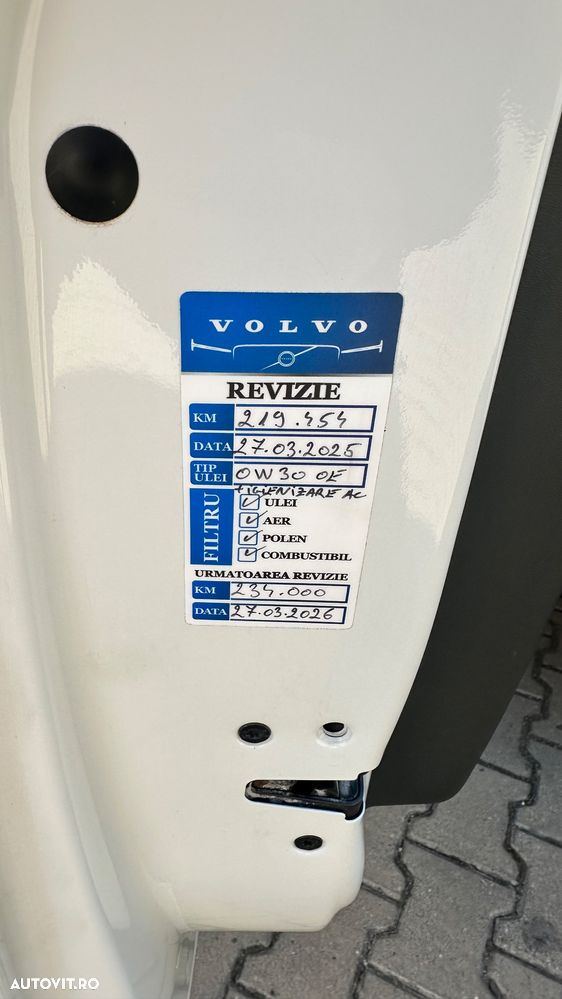 VOLVO
REVIZIE
KM 219.454
DATA 27.03.2025
TIP ULEI 0W30 OE
+IGIENIZARE AC
FILTRU
ULEI
AER
POLEN
COMBUSTIBIL
URMATOAREA REVIZIE
KM 234.000
DATA 27.03.2026
AUTOVIT.RO